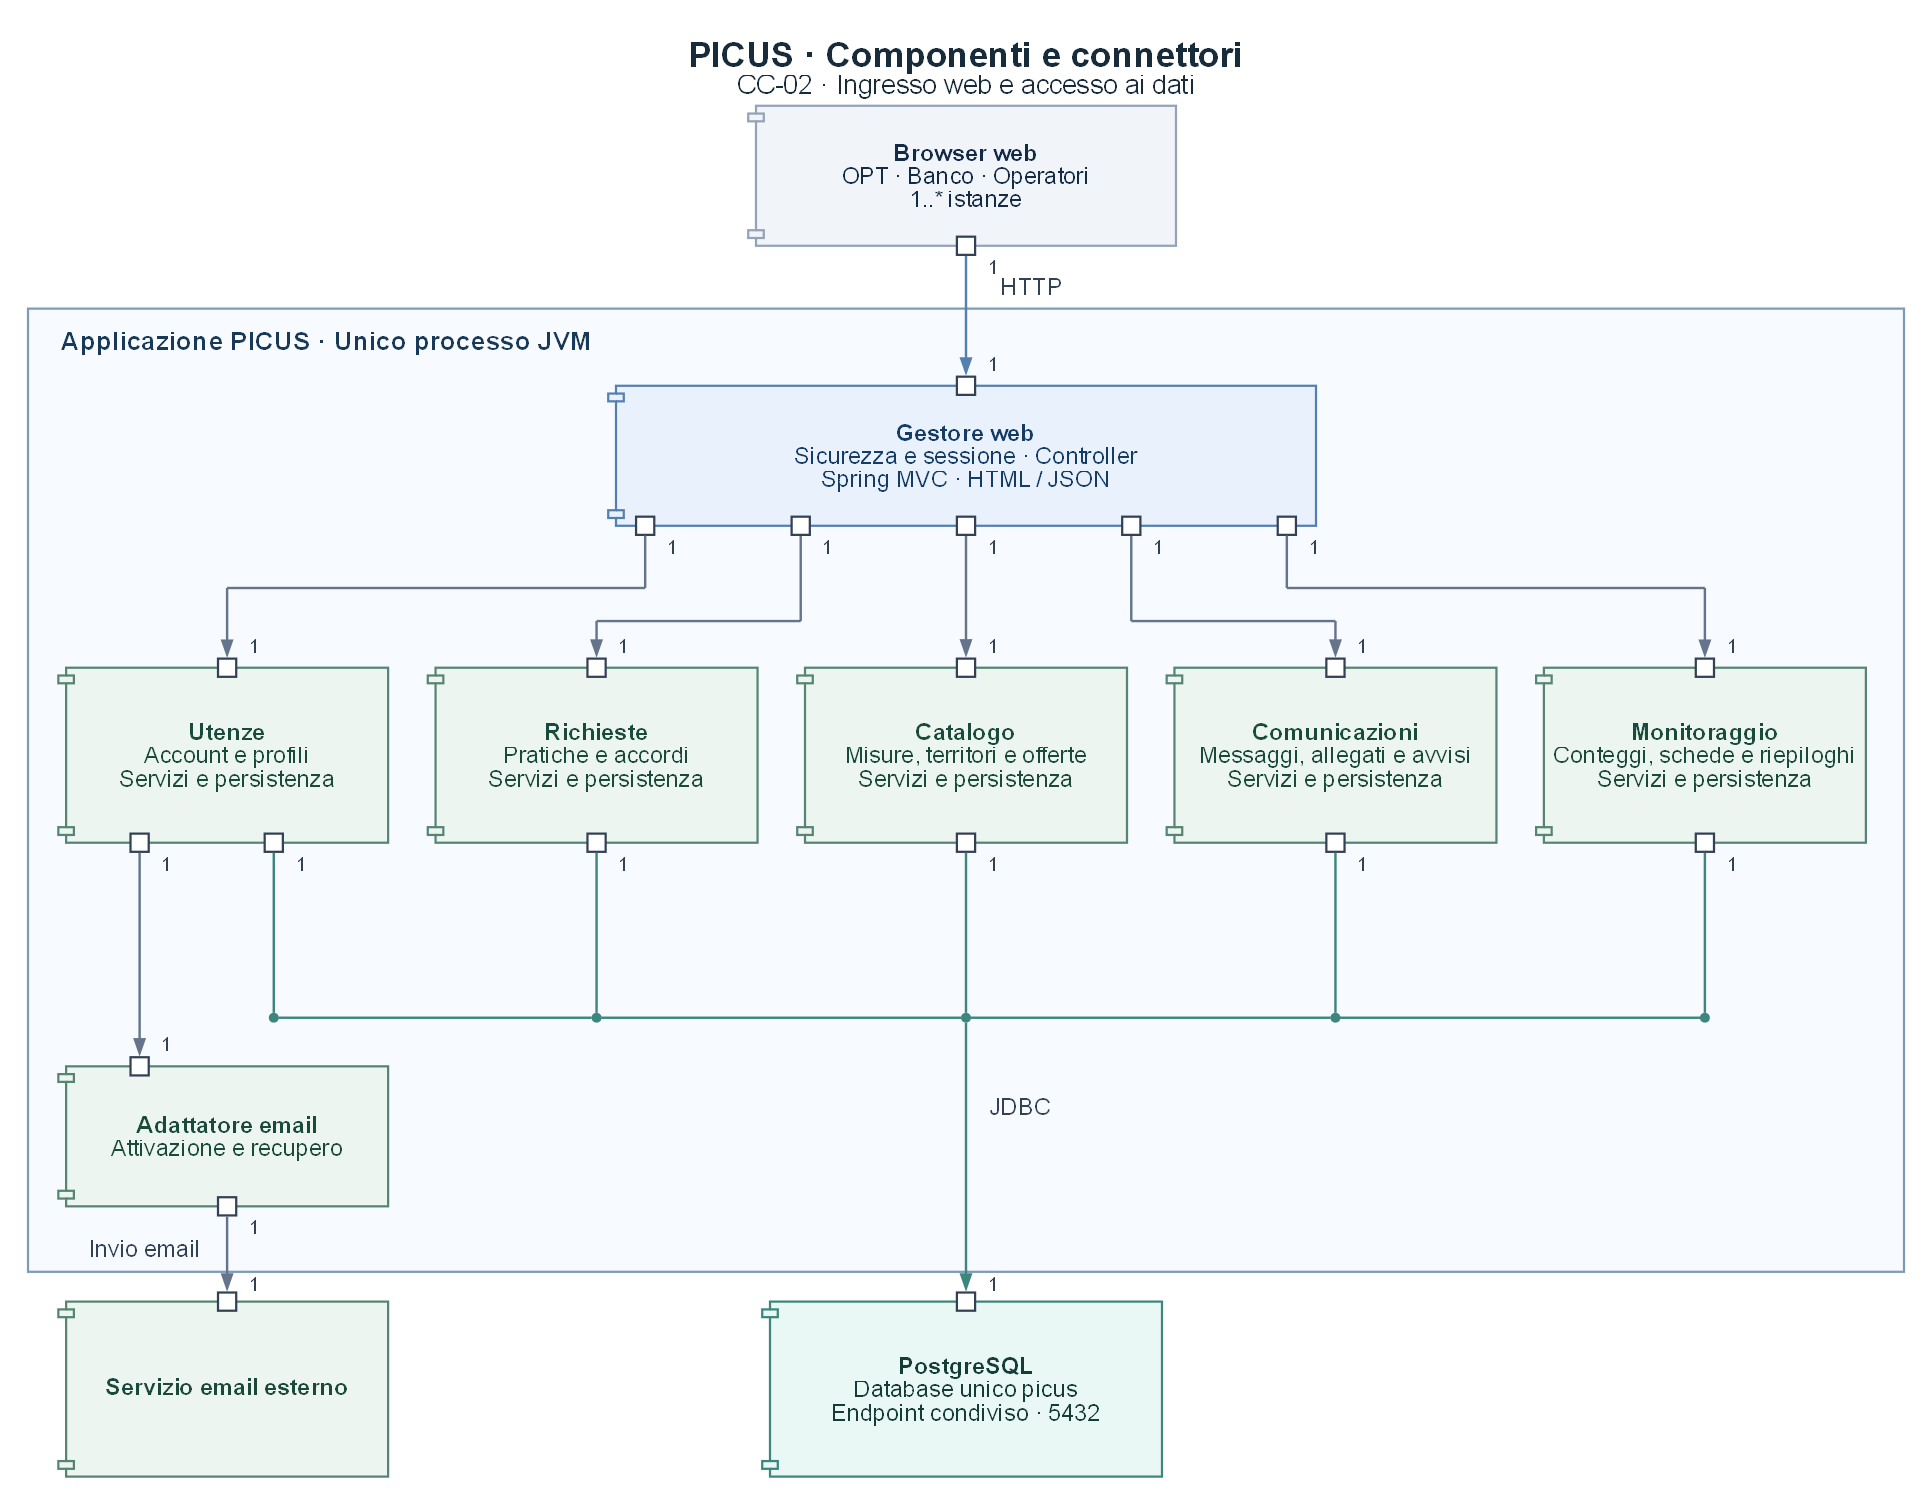 PICUS · Componenti e connettori
CC-02 · Ingresso web e accesso ai dati
Browser web
OPT · Banco · Operatori
1..* istanze
1
HTTP
Applicazione PICUS · Unico processo JVM
1
Gestore web
Sicurezza e sessione · Controller
Spring MVC · HTML / JSON
1 1 1 1 1
1 1 1 1 1
Utenze
Account e profili
Servizi e persistenza
Richieste
Pratiche e accordi
Servizi e persistenza
Catalogo
Misure, territori e offerte
Servizi e persistenza
Comunicazioni
Messaggi, allegati e avvisi
Servizi e persistenza
Monitoraggio
Conteggi, schede e riepiloghi
Servizi e persistenza
1 1 1 1 1 1
1
Adattatore email
Attivazione e recupero
JDBC
1
Invio email
1 1
Servizio email esterno
PostgreSQL
Database unico picus
Endpoint condiviso · 5432